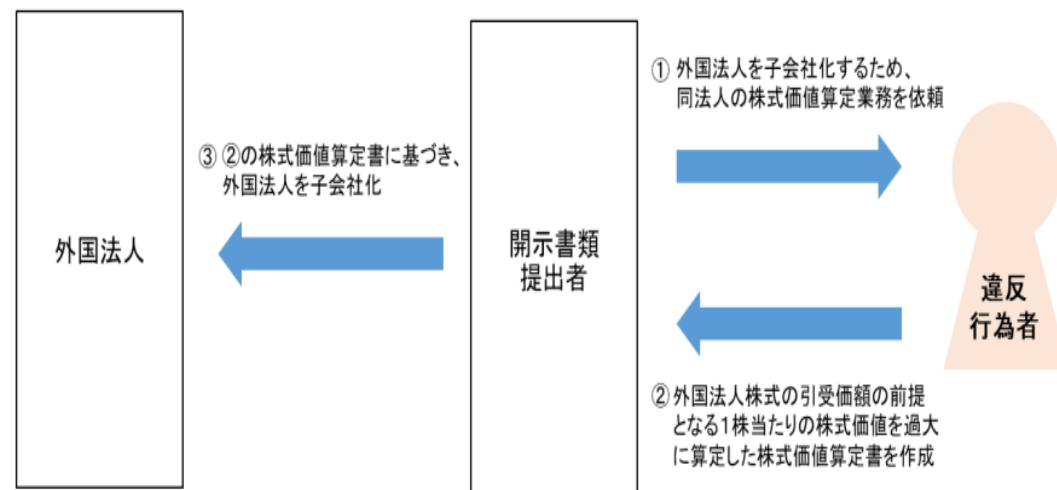 ① 外国法人を子会社化するため、
同法人の株式価値算定業務を依頼
③ ②の株式価値算定書に基づき、
外国法人を子会社化
外国法人
開示書類
提出者
違反
行為者
② 外国法人株式の引受価額の前提
となる1株当たりの株式価値を過大
に算定した株式価値算定書を作成